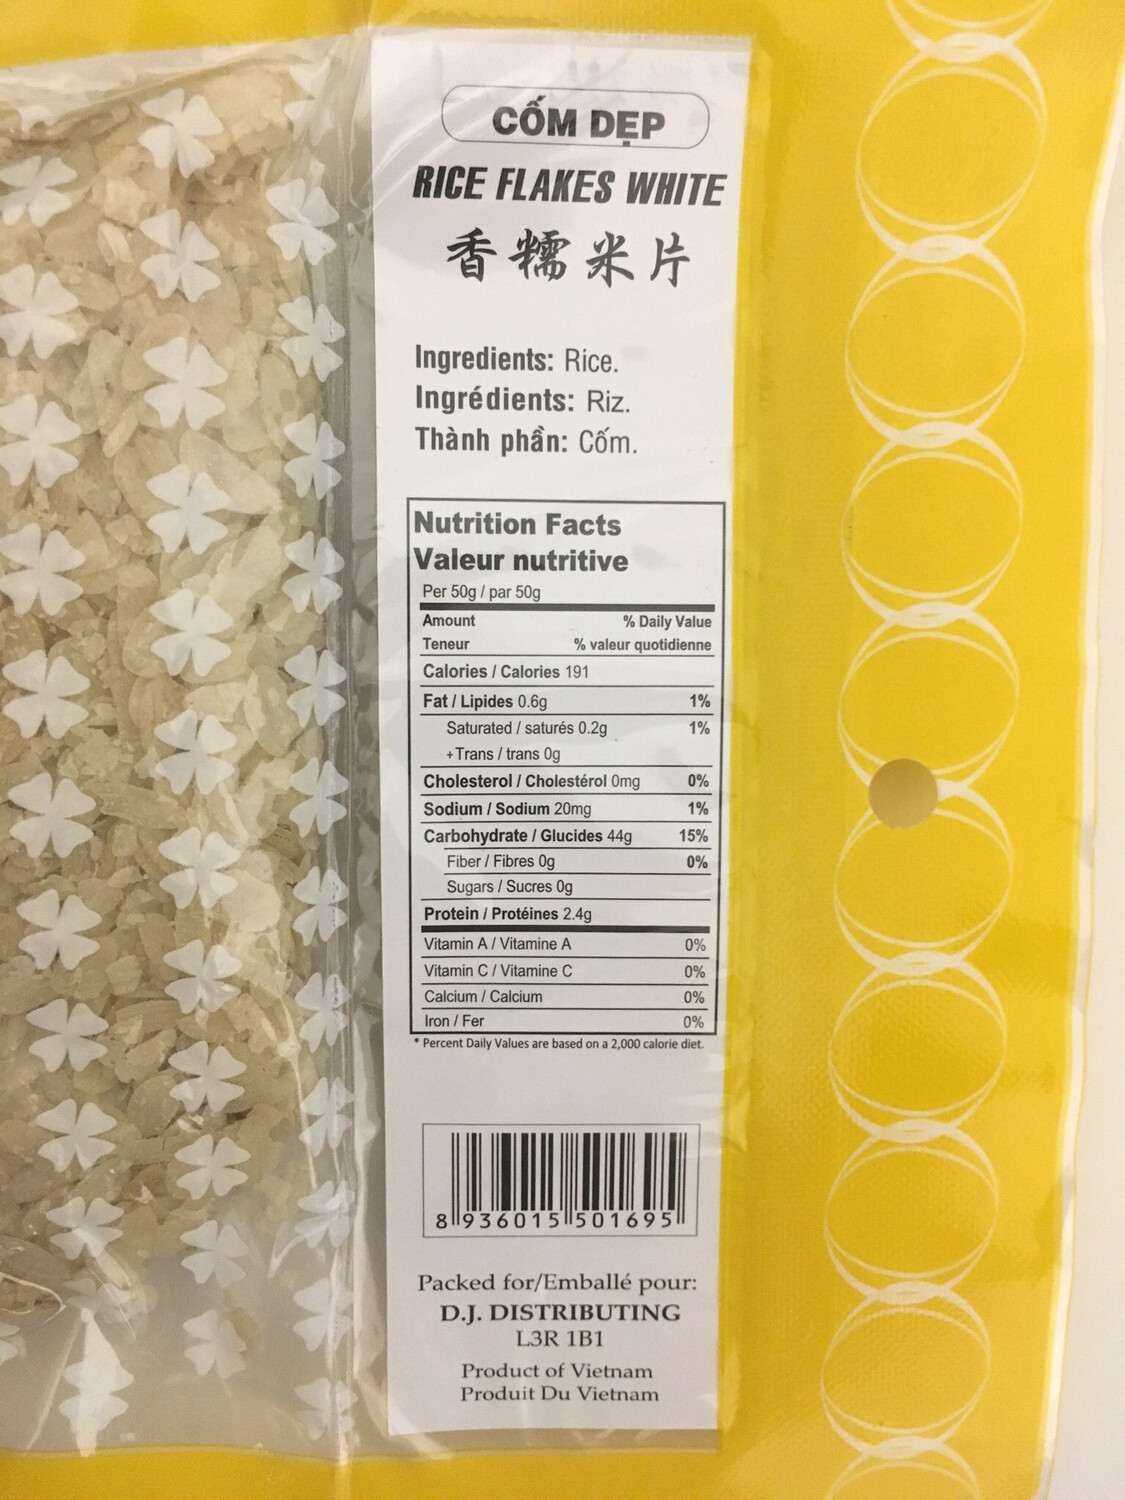 CỐM DẸP
RICE FLAKES WHITE
香糯米片
Ingredients: Rice.
Ingrédients: Riz.
Thành phần: Cốm.
Nutrition Facts
Valeur nutritive
Per 50g / par 50g
Amount % Daily Value
Teneur % valeur quotidienne
Calories / Calories 191
Fat / Lipides 0.6g 1%
Saturated / saturés 0.2g 1%
+Trans / trans 0g
Cholesterol / Cholestérol 0mg 0%
Sodium / Sodium 20mg 1%
Carbohydrate / Glucides 44g 15%
Fiber / Fibres 0g 0%
Sugars / Sucres 0g
Protein / Protéines 2.4g
Vitamin A / Vitamine A 0%
Vitamin C / Vitamine C 0%
Calcium / Calcium 0%
Iron / Fer 0%
* Percent Daily Values are based on a 2,000 calorie diet.
8 936015 501695
Packed for/Emballé pour:
D.J. DISTRIBUTING
L3R 1B1
Product of Vietnam
Produit Du Vietnam